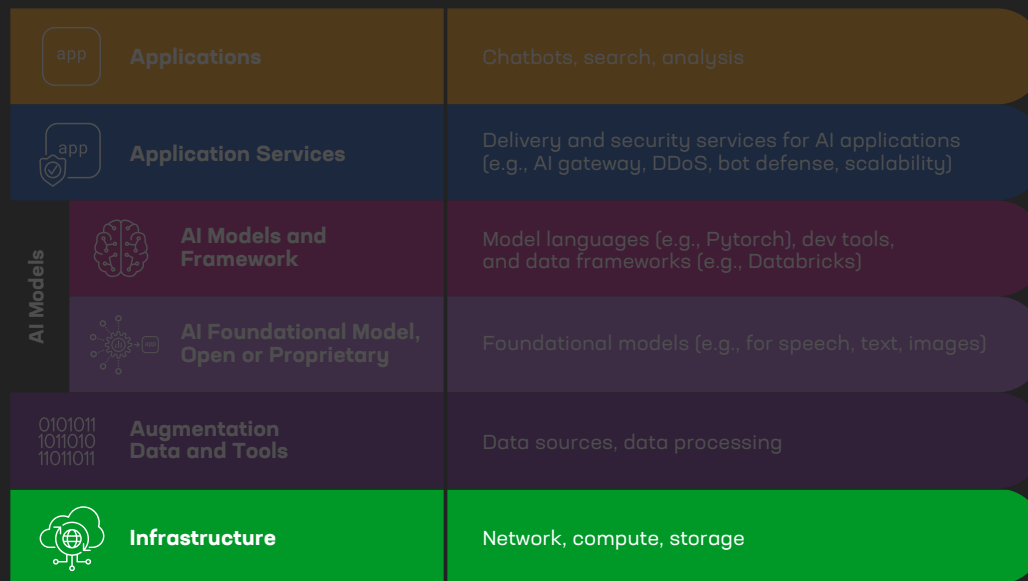 app
Applications
Chatbots, search, analysis
app
Application Services
Delivery and security services for AI applications
(e.g., AI gateway, DDoS, bot defense, scalability)
AI Models
AI Models and
Framework
Model languages (e.g., Pytorch), dev tools,
and data frameworks (e.g., Databricks)
app
AI Foundational Model,
Open or Proprietary
Foundational models (e.g., for speech, text, images)
0101011
1011010
11011011
Augmentation
Data and Tools
Data sources, data processing
Infrastructure
Network, compute, storage